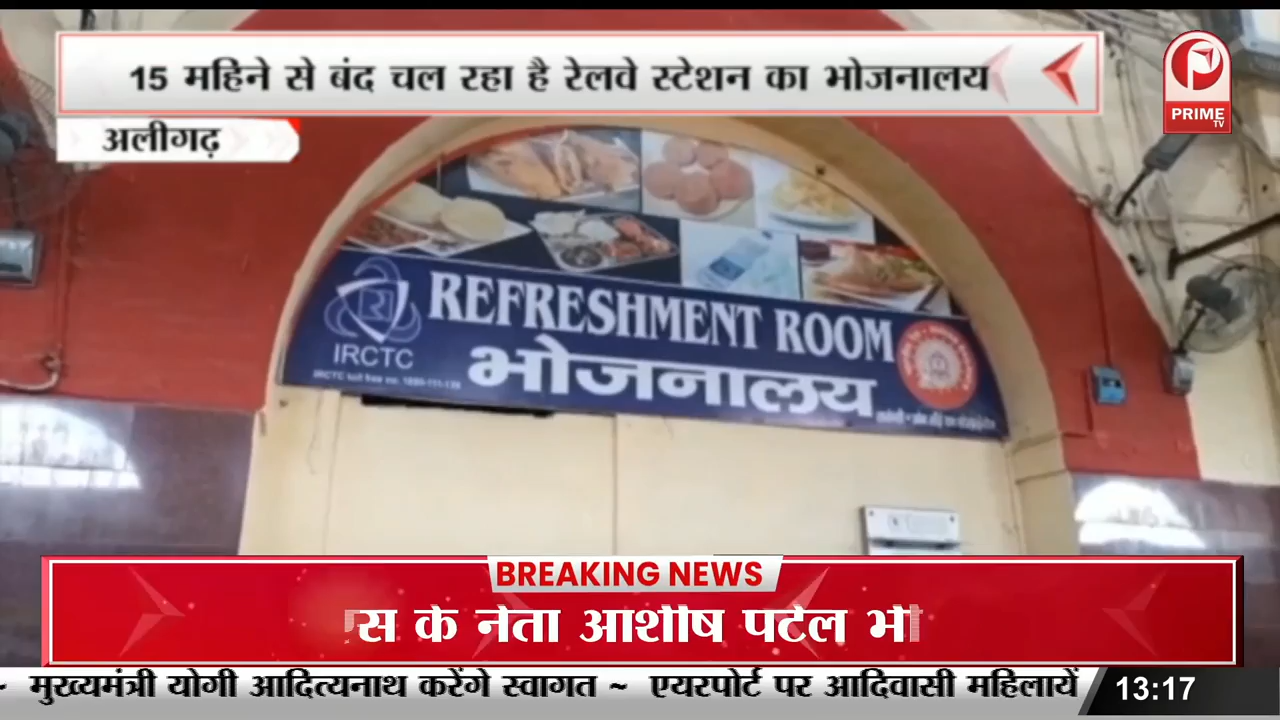 15 महिने से बंद चल रहा है रेलवे स्टेशन का भोजनालय
PRIME
TV
अलीगढ़
REFRESHMENT ROOM
IRCTC
भोजनालय
BREAKING NEWS
के नेता आशीष पटेल
~ मुख्यमंत्री योगी आदित्यनाथ करेंगे स्वागत ~ एयरपोर्ट पर आदिवासी महिलायें
13:17